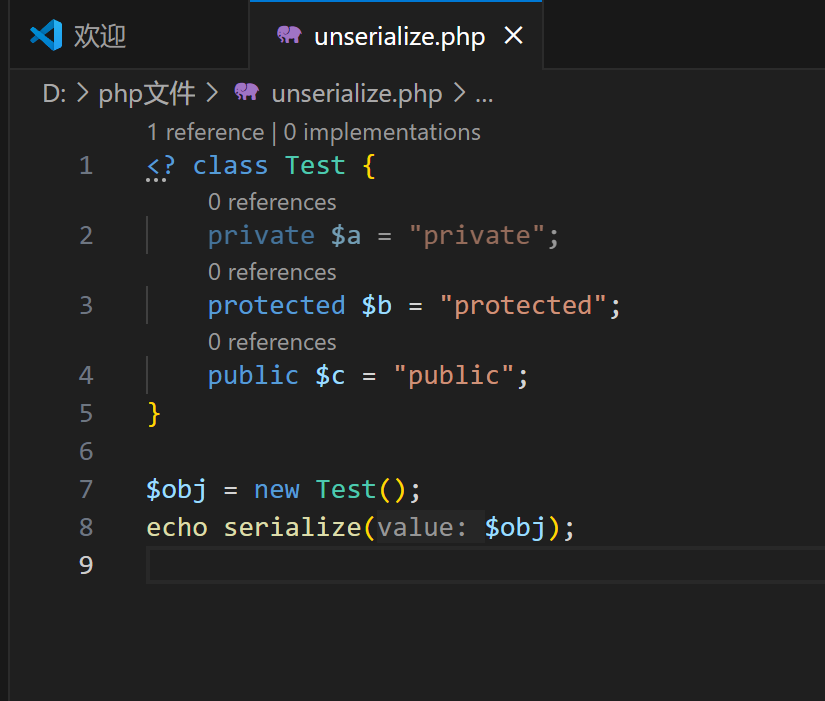 欢迎
unserialize.php
D: > php文件 > unserialize.php > ...
1 reference | 0 implementations
1 <? class Test {
0 references
2 private $a = "private";
0 references
3 protected $b = "protected";
0 references
4 public $c = "public";
5 }
6
7 $obj = new Test();
8 echo serialize(value: $obj);
9